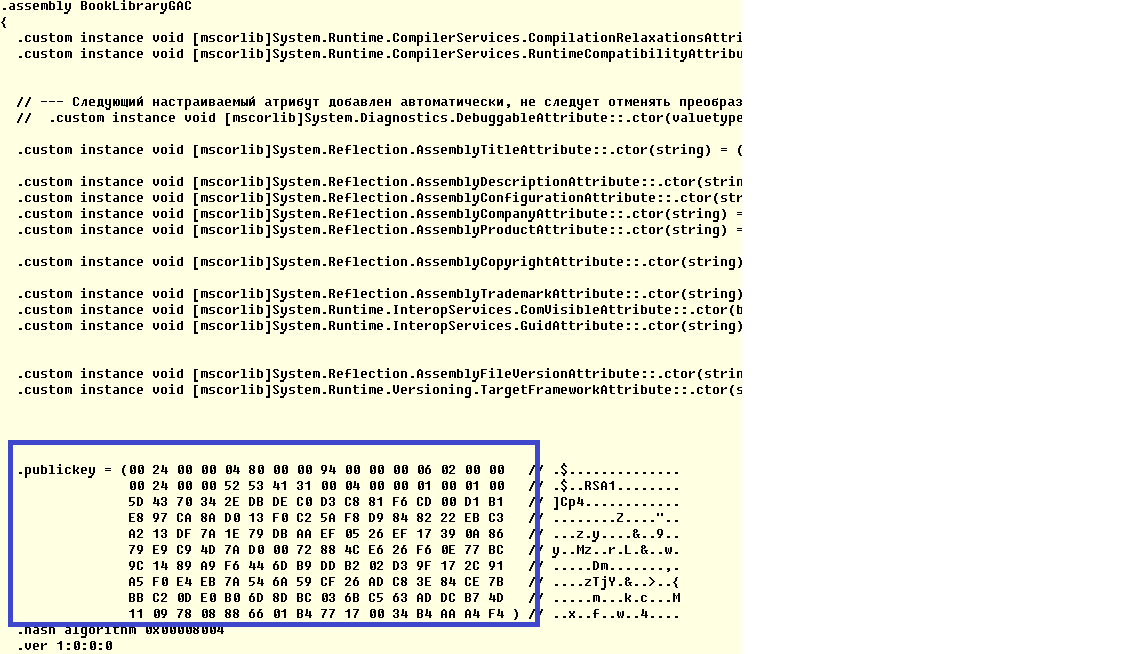 .assembly BookLibraryGAC
{
.custom instance void [mscorlib]System.Runtime.CompilerServices.CompilationRelaxationsAttri
.custom instance void [mscorlib]System.Runtime.CompilerServices.RuntimeCompatibilityAttribu
// --- Следующий настраиваемый атрибут добавлен автоматически, не следует отменять преобраз
//  .custom instance void [mscorlib]System.Diagnostics.DebuggableAttribute::.ctor(valuetype
.custom instance void [mscorlib]System.Reflection.AssemblyTitleAttribute::.ctor(string) = (
.custom instance void [mscorlib]System.Reflection.AssemblyDescriptionAttribute::.ctor(strin
.custom instance void [mscorlib]System.Reflection.AssemblyConfigurationAttribute::.ctor(str
.custom instance void [mscorlib]System.Reflection.AssemblyCompanyAttribute::.ctor(string) =
.custom instance void [mscorlib]System.Reflection.AssemblyProductAttribute::.ctor(string) =
.custom instance void [mscorlib]System.Reflection.AssemblyCopyrightAttribute::.ctor(string)
.custom instance void [mscorlib]System.Reflection.AssemblyTrademarkAttribute::.ctor(string)
.custom instance void [mscorlib]System.Runtime.InteropServices.ComVisibleAttribute::.ctor(b
.custom instance void [mscorlib]System.Runtime.InteropServices.GuidAttribute::.ctor(string)
.custom instance void [mscorlib]System.Reflection.AssemblyFileVersionAttribute::.ctor(strin
.custom instance void [mscorlib]System.Runtime.Versioning.TargetFrameworkAttribute::.ctor(s
.publickey = (00 24 00 00 04 80 00 00 94 00 00 00 06 02 00 00   // .$..............
00 24 00 00 52 53 41 31 00 04 00 00 01 00 01 00   // .$..RSA1........
5D 43 70 34 2E DB DE C0 D3 C8 81 F6 CD 00 D1 B1   // ]Cp4............
E8 97 CA 8A D0 13 F0 C2 5A F8 D9 84 82 22 EB C3   // ........Z....".. 
A2 13 DF 7A 1E 79 DB AA EF 05 26 EF 17 39 0A 86   // ...z.y....&..9..
79 E9 C9 4D 7A D0 00 72 88 4C E6 26 F6 0E 77 BC   // y..Mz..r.L.&..w.
9C 14 89 A9 F6 44 6D B9 DD B2 02 D3 9F 17 2C 91   // .....Dm.......,.
A5 F0 E4 EB 7A 54 6A 59 CF 26 AD C8 3E 84 CE 7B   // ....zTjY.&..>..{
BB C2 0D E0 B0 6D 8D BC 03 6B C5 63 AD DC B7 4D   // .....m...k.c...M
11 09 78 08 88 66 01 B4 77 17 00 34 B4 AA A4 F4 ) // ..x..f..w..4....
.hash algorithm 0x00008004
.ver 1:0:0:0